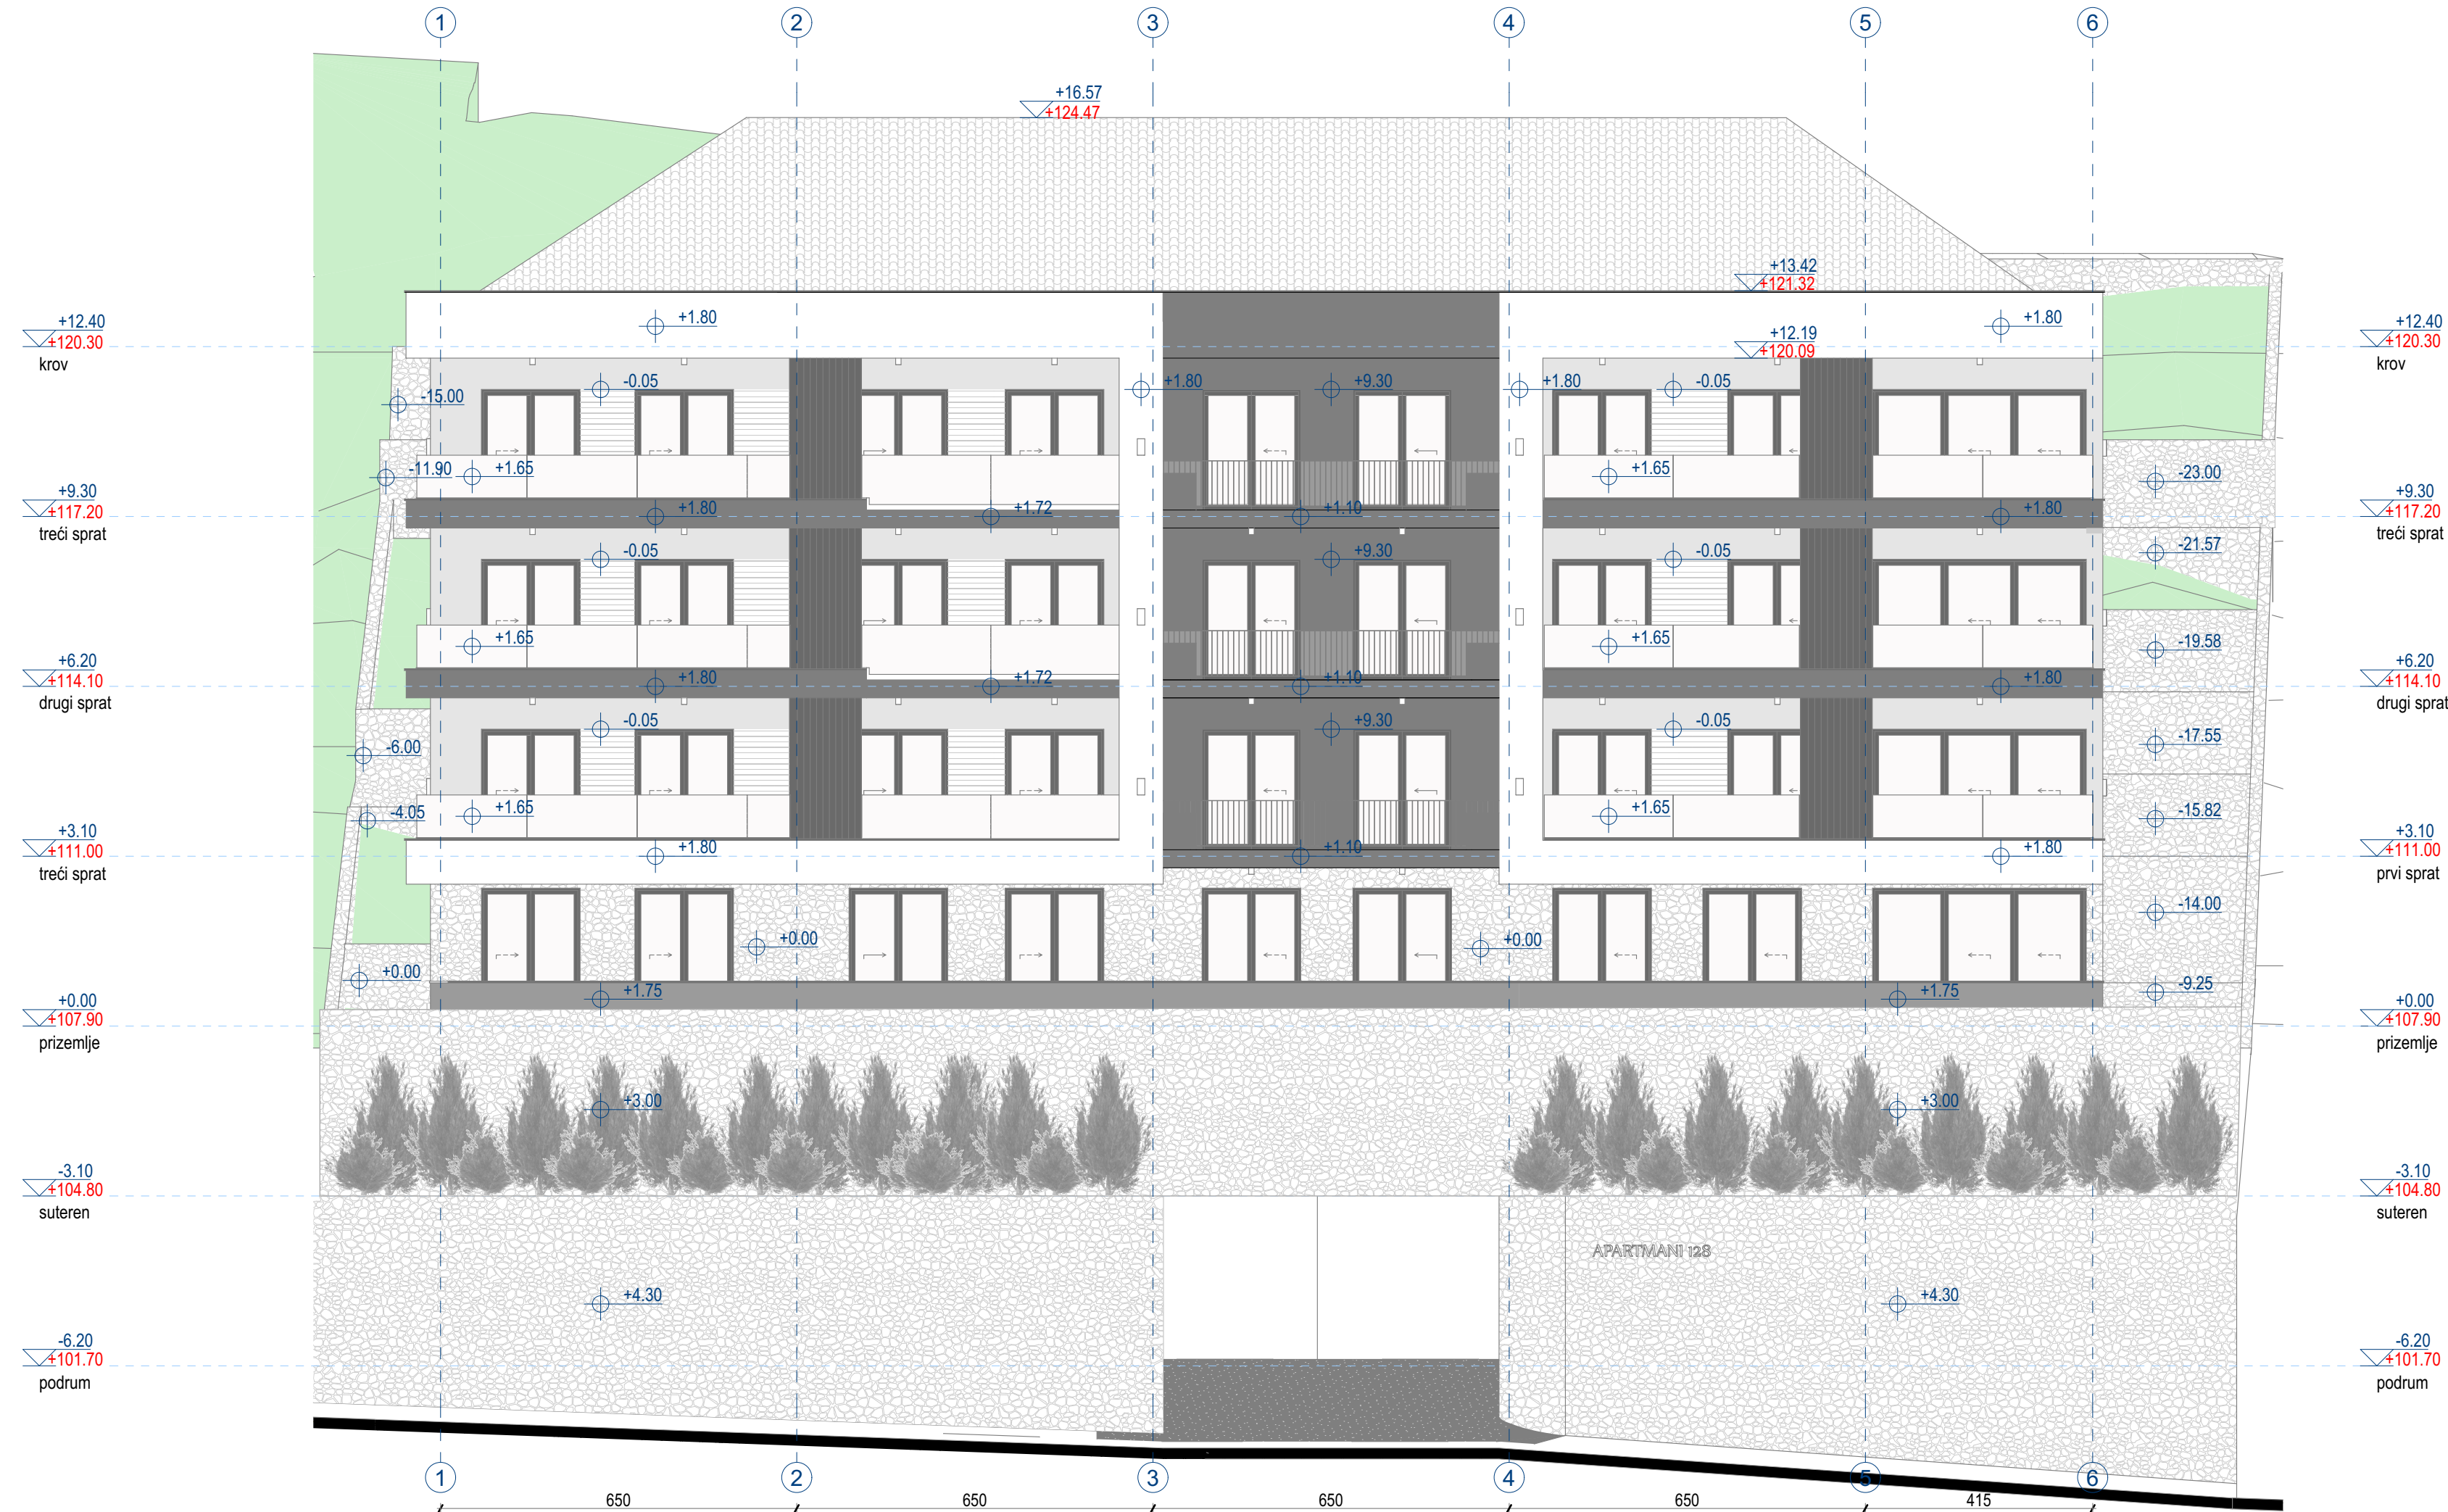 1 2 3 4 5 6
+16.57
+124.47
+13.42
+121.32
+12.40 +1.80 +12.19 +1.80 +12.40
+120.30 +120.09 +120.30
krov krov
-0.05 +1.80 +9.30 +1.80 -0.05
-15.00
-11.90 +1.65 +1.65 -23.00
+9.30 +9.30
+117.20 +1.80 +1.72 +1.10 +1.80 +117.20
treći sprat treći sprat
-0.05 +9.30 -0.05 -21.57
+1.65 +1.65 -19.58
+6.20 +6.20
+114.10 +1.80 +1.72 +1.10 +1.80 +114.10
drugi sprat drugi sprat
-0.05 +9.30 -0.05
-6.00 -17.55
-4.05 +1.65 +1.65 -15.82
+3.10 +3.10
+111.00 +1.80 +1.10 +1.80 +111.00
treći sprat prvi sprat
-14.00
+0.00 +0.00
+0.00
+1.75 +1.75 -9.25
+0.00 +0.00
+107.90 +107.90
prizemlje prizemlje
+3.00 +3.00
-3.10 -3.10
+104.80 +104.80
suteren suteren
APARTMANI 128
+4.30 +4.30
-6.20 -6.20
+101.70 +101.70
podrum podrum
1 2 3 4 5 6
650 650 650 650 415